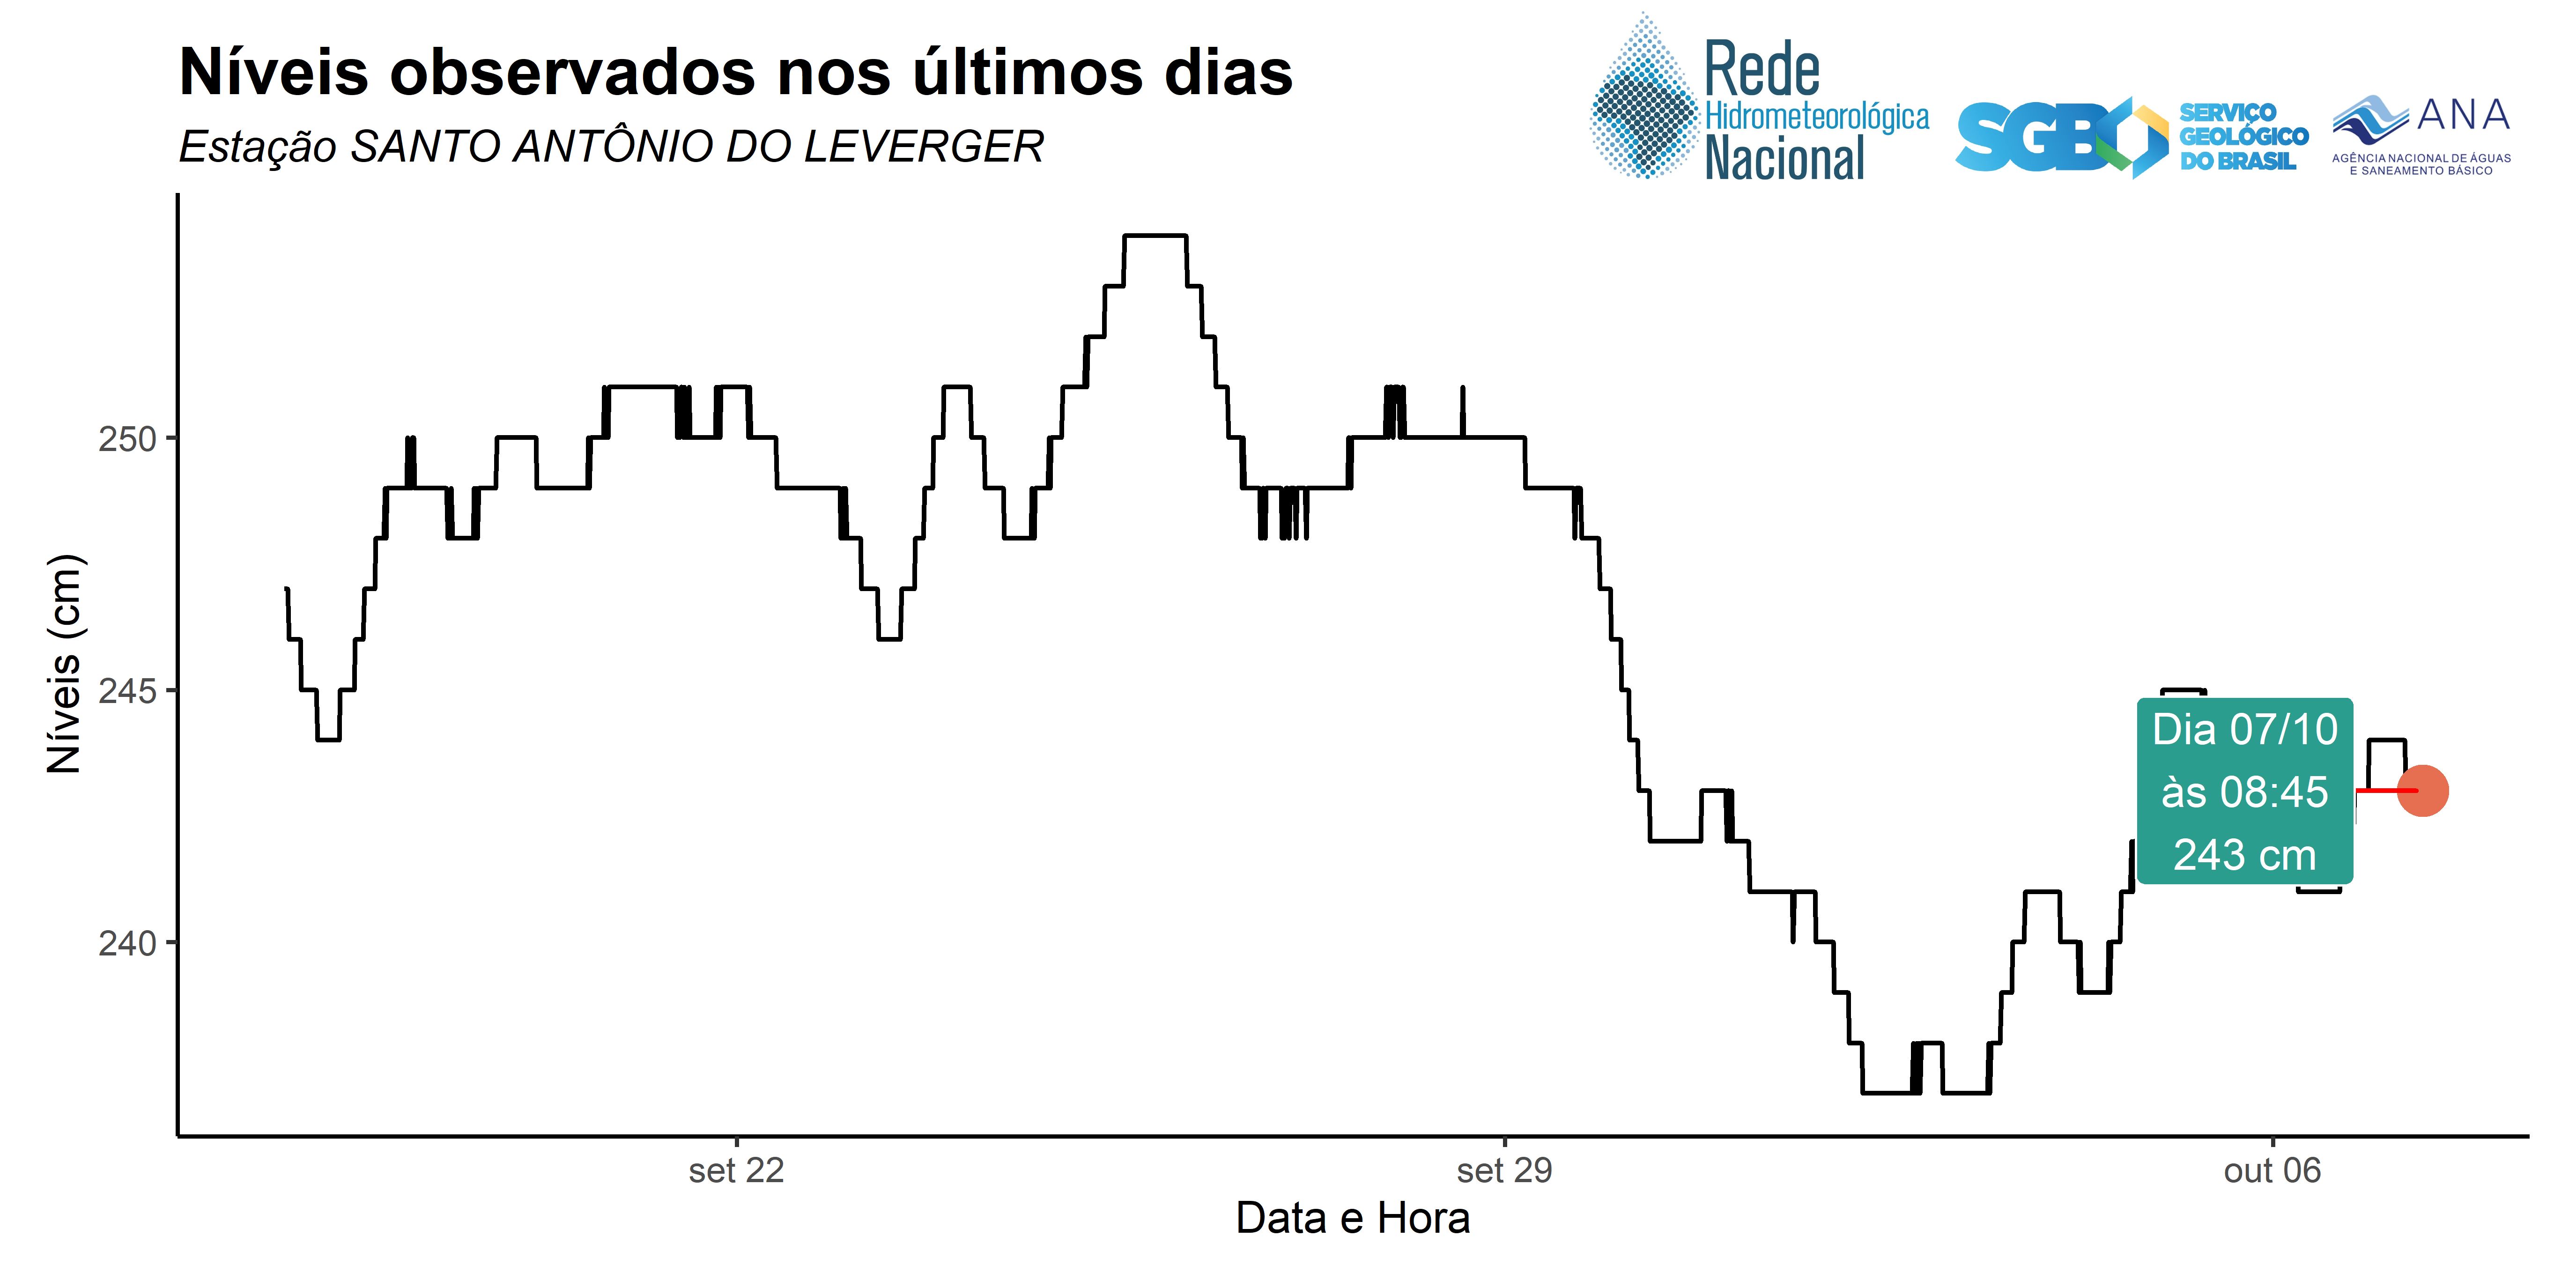 Níveis observados nos últimos dias
Estação SANTO ANTÔNIO DO LEVERGER
Rede
Hidrometeorológica
Nacional
SGB
SERVIÇO
GEOLÓGICO
DO BRASIL
ANA
AGÊNCIA NACIONAL DE ÁGUAS
E SANEAMENTO BÁSICO
Níveis (cm)
250
245
240
Dia 07/10
às 08:45
243 cm
set 22
set 29
out 06
Data e Hora